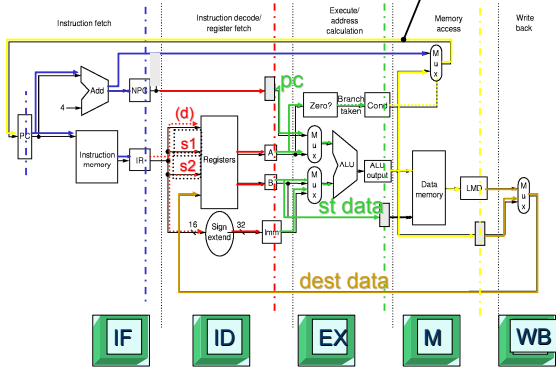 Instruction fetch
Instruction decode/
register fetch
Execute/
address
calculation
Memory
access
Write
back
M
u
x
Add
4
NPC
pc
Zero?
Branch
taken
Cond
PC
Instruction
memory
IR
(d)
s1
s2
Registers
A
B
M
u
x
M
u
x
ALU
ALU
output
Data
memory
LMD
M
u
x
st data
16
Sign
extend
32
Imm
dest data
IF
ID
EX
M
WB